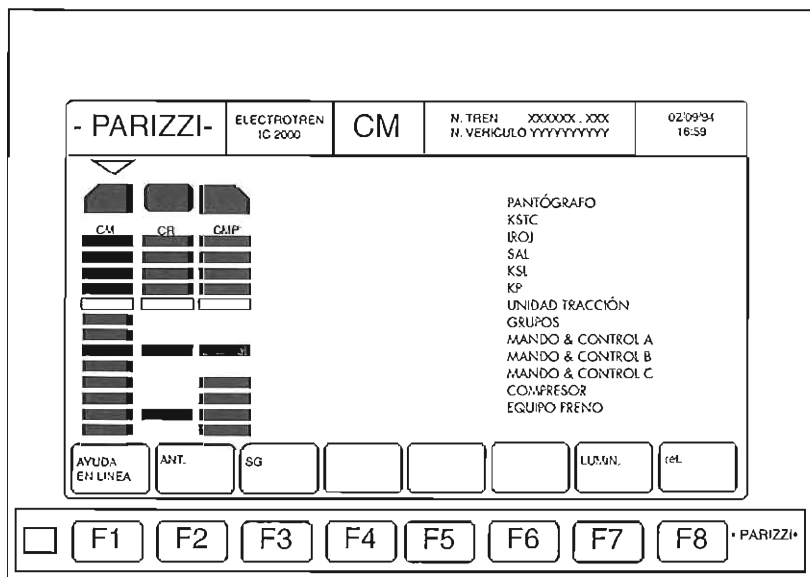 - PARIZZI-
ELECTROTREN
IC 2000
CM
N. TREN XXXXXX . XXX
N. VEHICULO YYYYYYYYYY
02'09'94
16:59
CM CR CMP
PANTÓGRAFO
KSTC
IROJ
SAL
KSL
KP
UNIDAD TRACCIÓN
GRUPOS
MANDO & CONTROL A
MANDO & CONTROL B
MANDO & CONTROL C
COMPRESOR
EQUIPO FRENO
AYUDA
EN LINEA
ANT.
SG
LUMIN.
tel.
F1 F2 F3 F4 F5 F6 F7 F8
• PARIZZI•